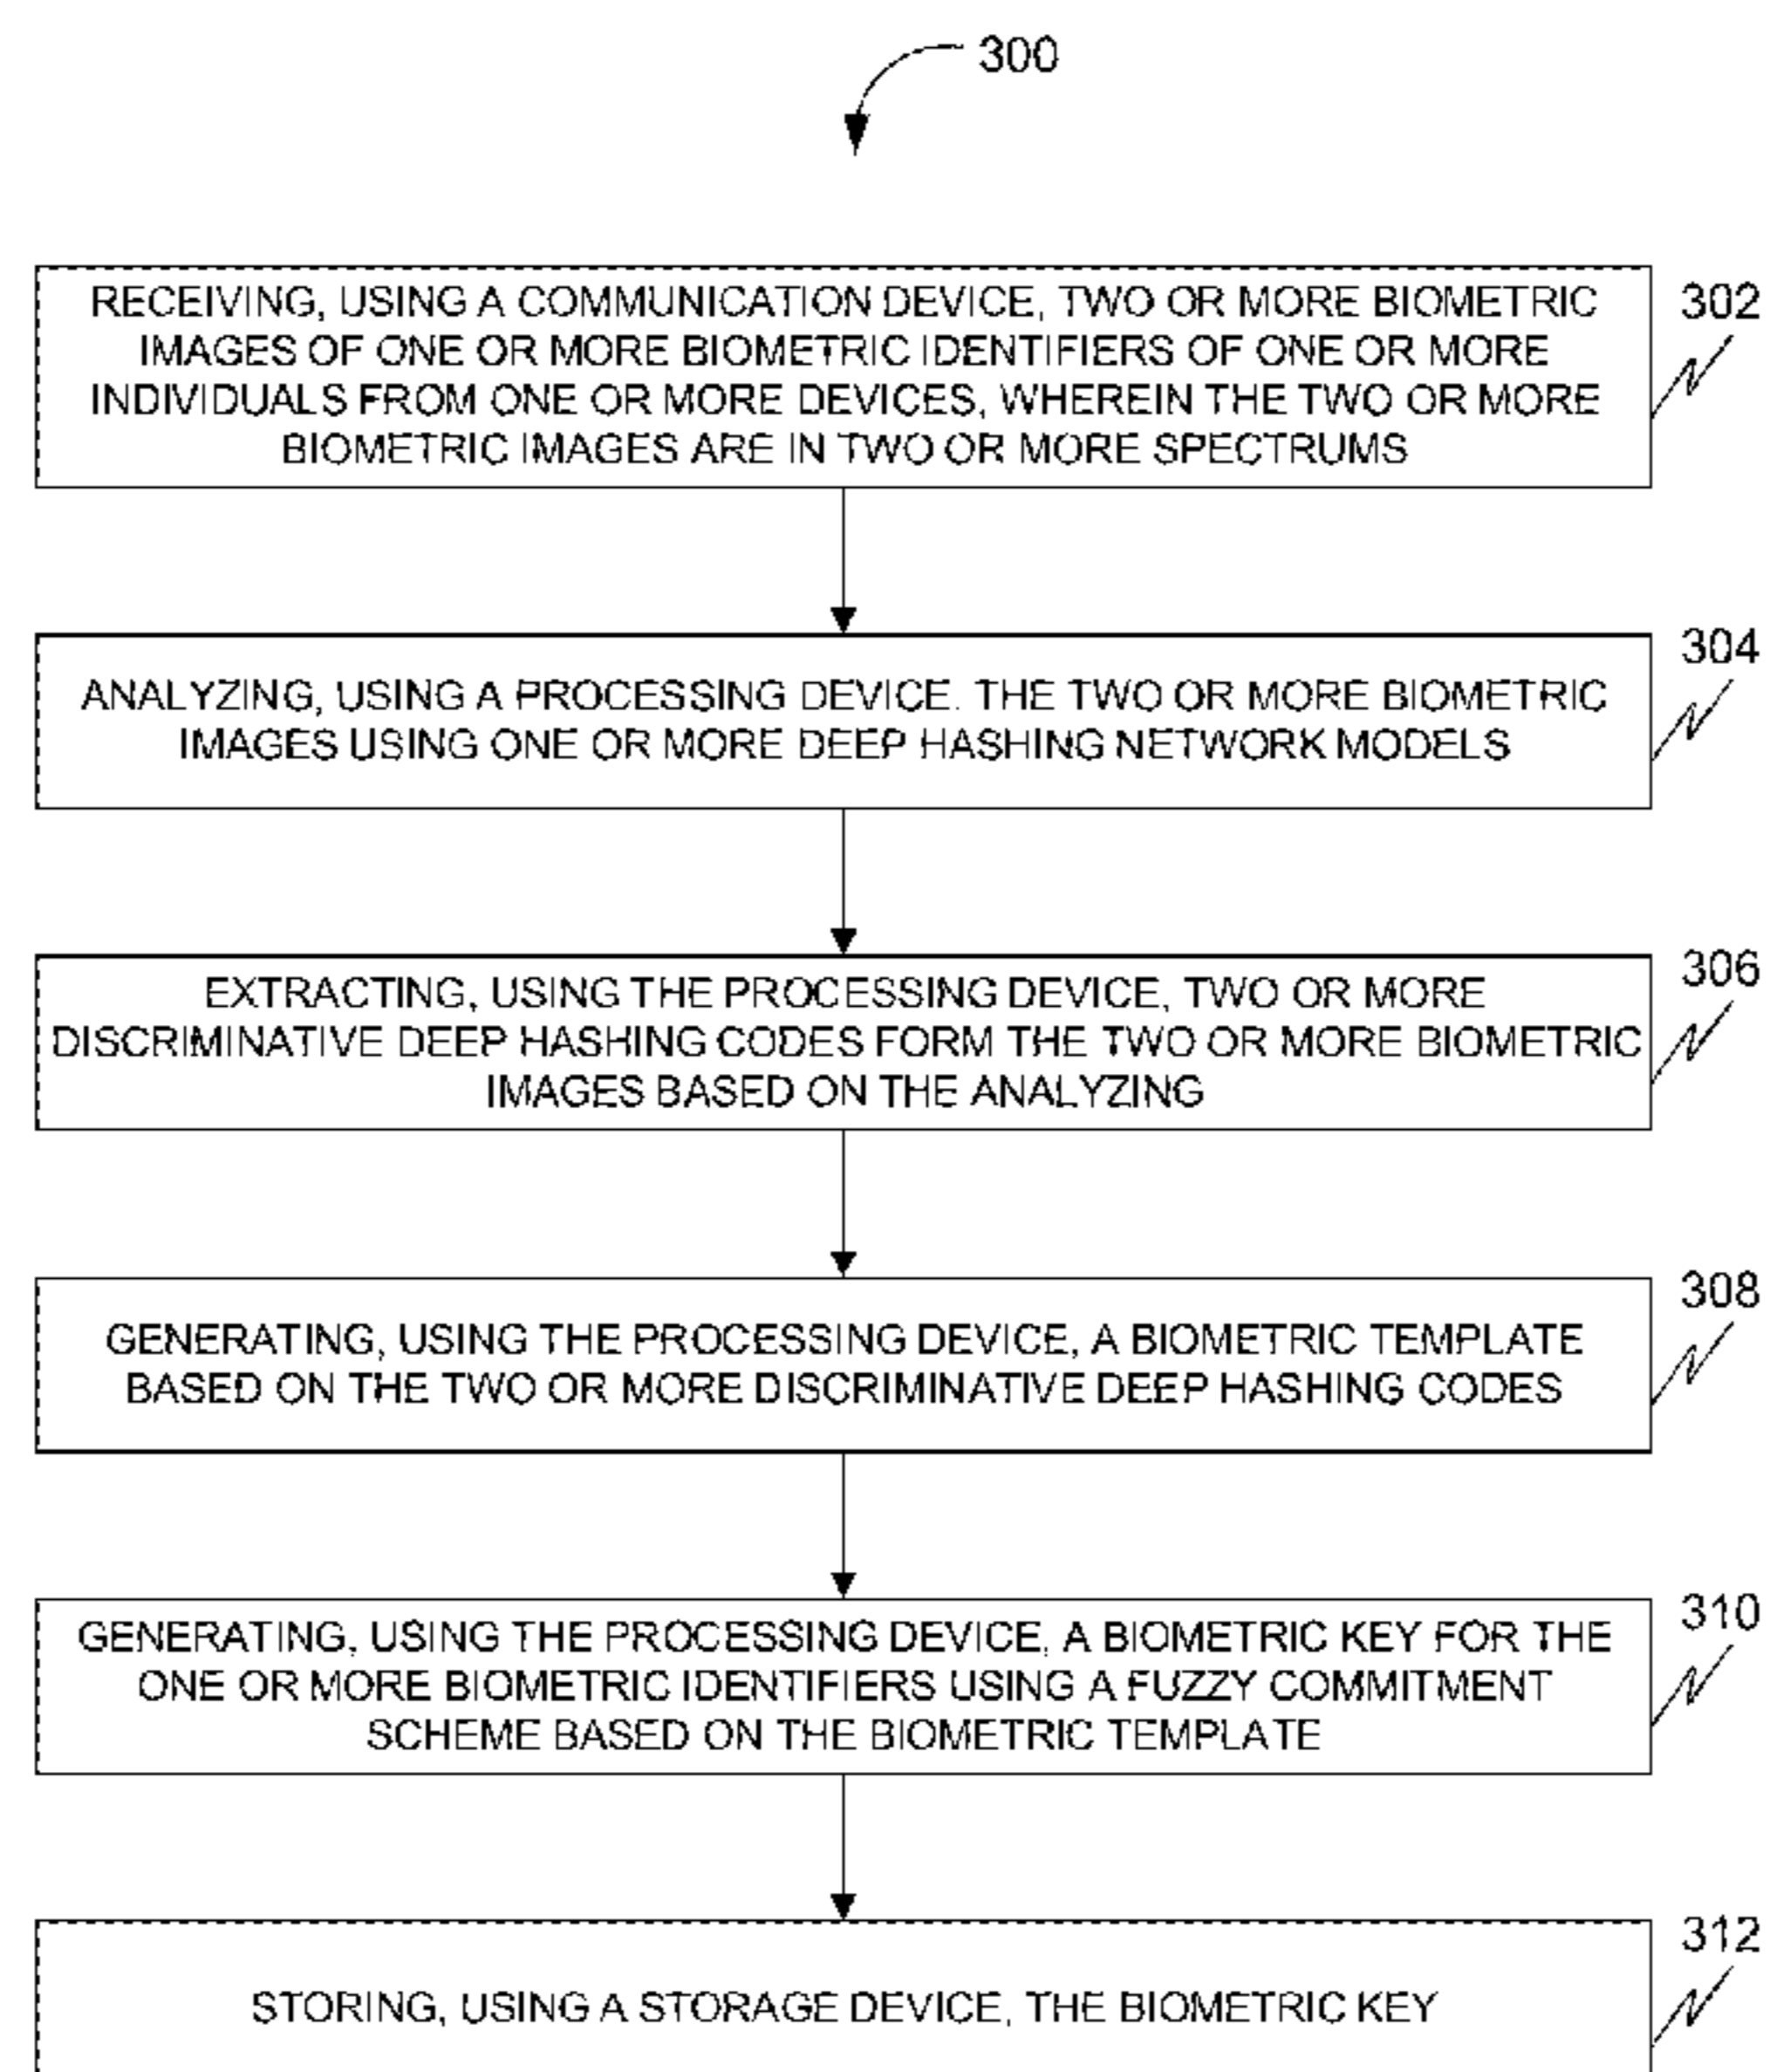 300
302
RECEIVING, USING A COMMUNICATION DEVICE, TWO OR MORE BIOMETRIC
IMAGES OF ONE OR MORE BIOMETRIC IDENTIFIERS OF ONE OR MORE
INDIVIDUALS FROM ONE OR MORE DEVICES, WHEREIN THE TWO OR MORE
BIOMETRIC IMAGES ARE IN TWO OR MORE SPECTRUMS
304
ANALYZING, USING A PROCESSING DEVICE, THE TWO OR MORE BIOMETRIC
IMAGES USING ONE OR MORE DEEP HASHING NETWORK MODELS
306
EXTRACTING, USING THE PROCESSING DEVICE, TWO OR MORE
DISCRIMINATIVE DEEP HASHING CODES FORM THE TWO OR MORE BIOMETRIC
IMAGES BASED ON THE ANALYZING
308
GENERATING, USING THE PROCESSING DEVICE, A BIOMETRIC TEMPLATE
BASED ON THE TWO OR MORE DISCRIMINATIVE DEEP HASHING CODES
310
GENERATING, USING THE PROCESSING DEVICE, A BIOMETRIC KEY FOR THE
ONE OR MORE BIOMETRIC IDENTIFIERS USING A FUZZY COMMITMENT
SCHEME BASED ON THE BIOMETRIC TEMPLATE
312
STORING, USING A STORAGE DEVICE, THE BIOMETRIC KEY